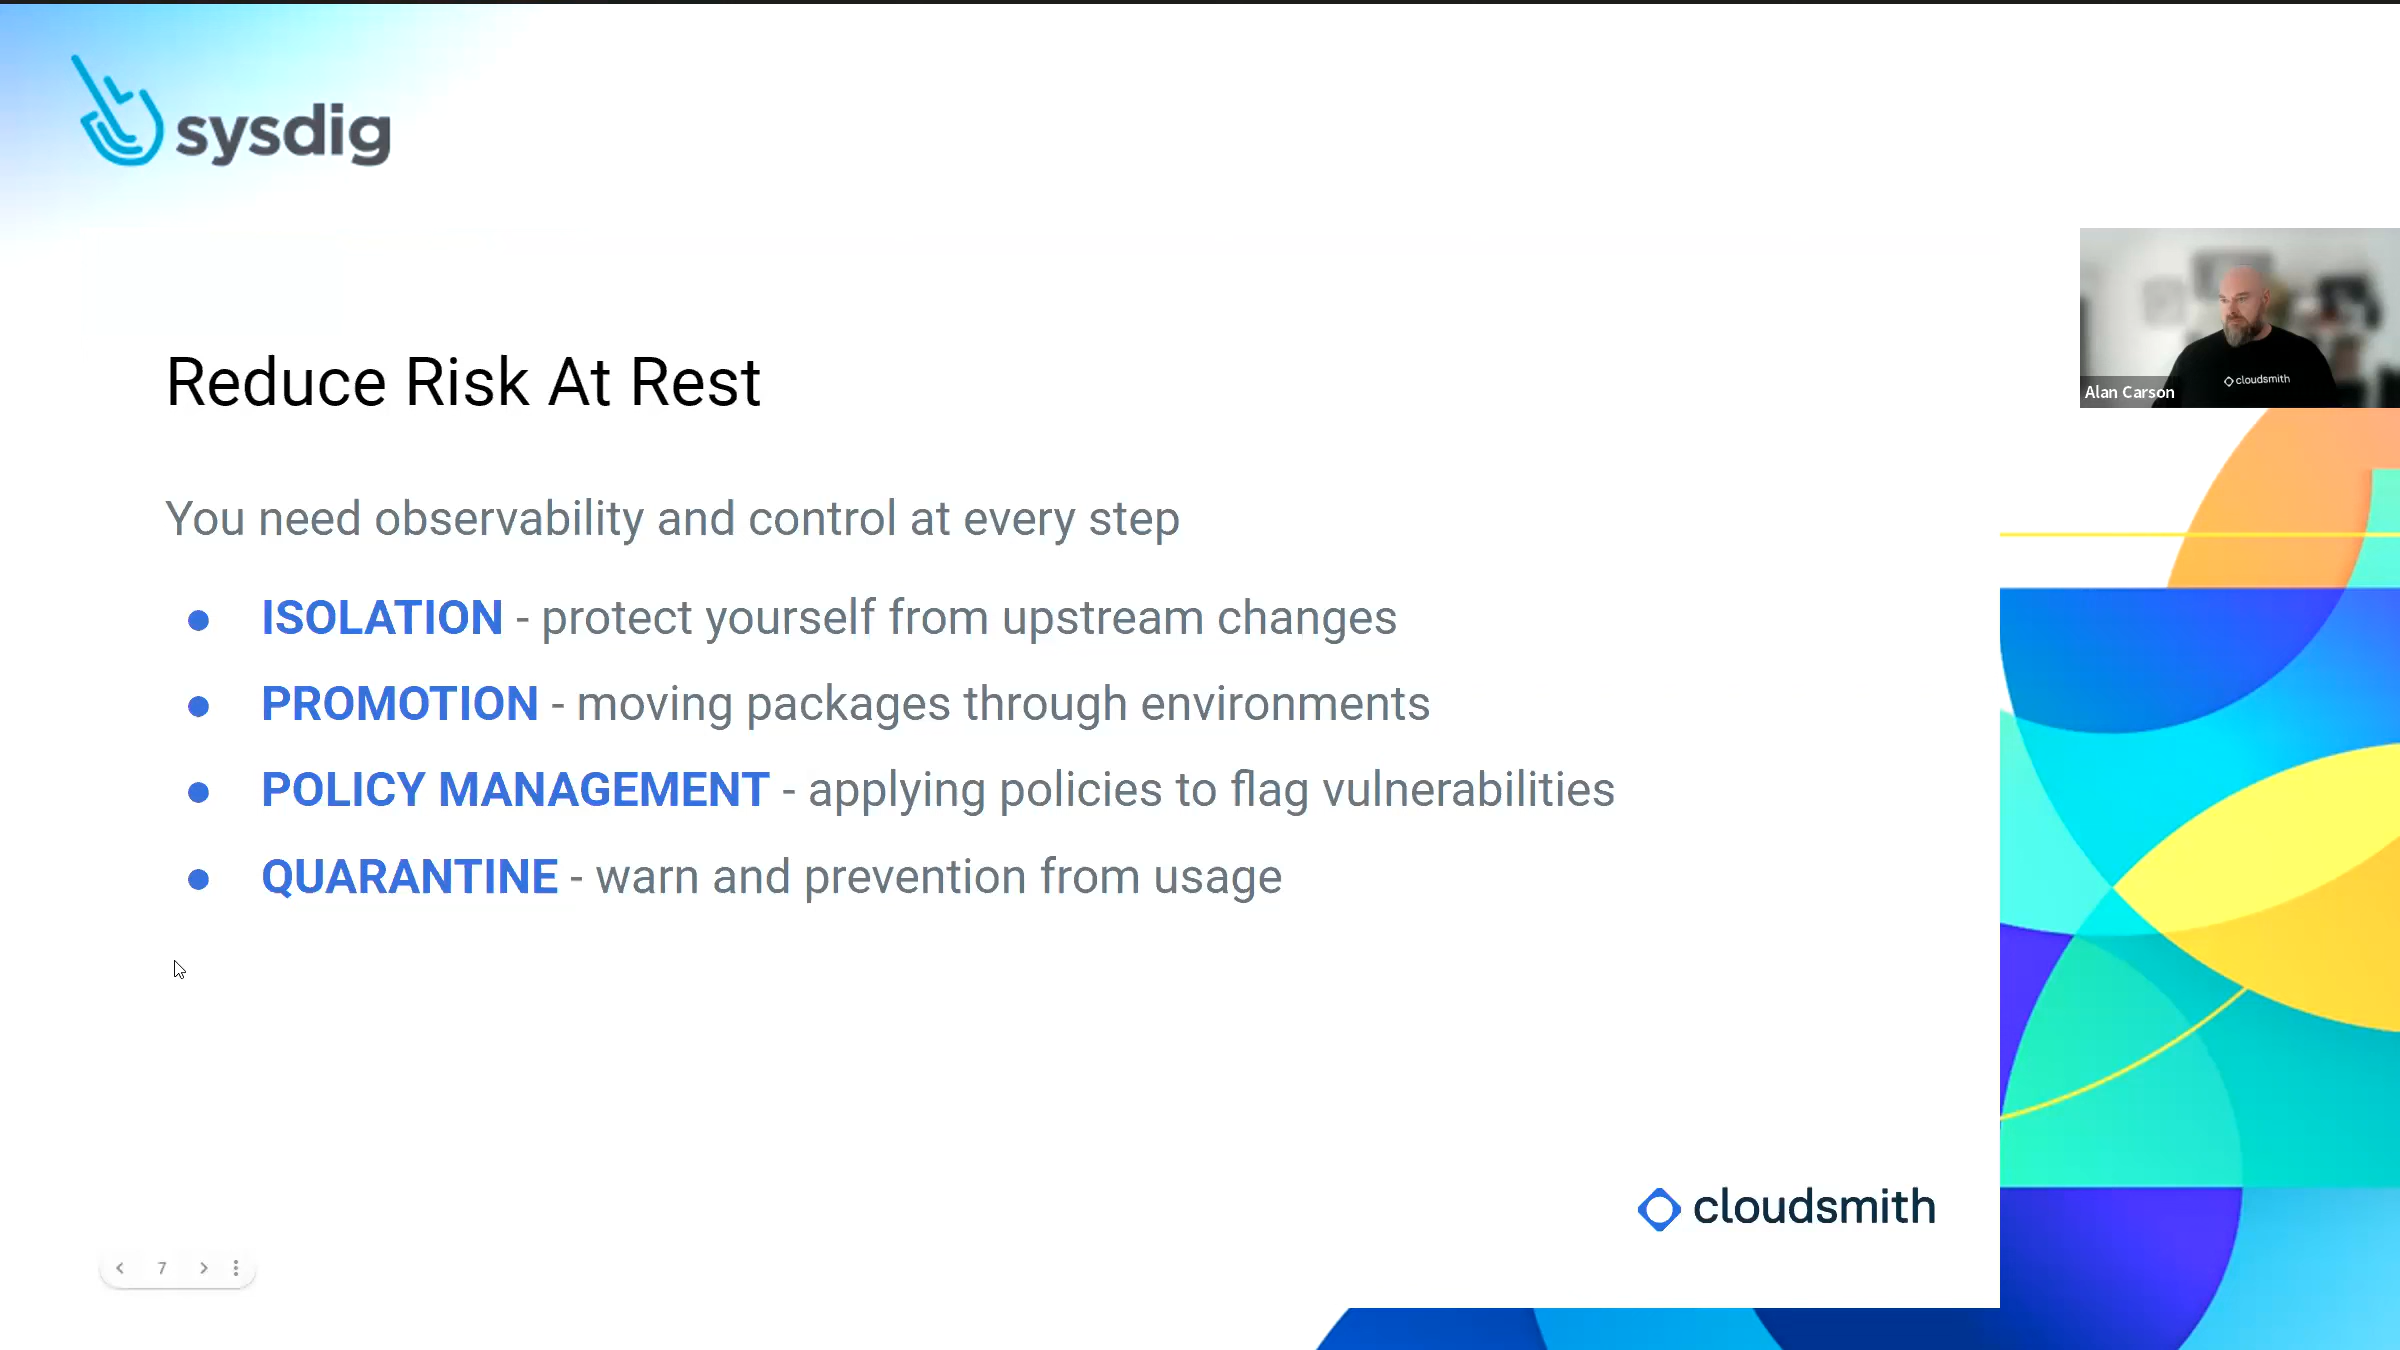 sysdig
cloudsmith
Alan Carson
Reduce Risk At Rest
You need observability and control at every step
● ISOLATION - protect yourself from upstream changes
● PROMOTION - moving packages through environments
● POLICY MANAGEMENT - applying policies to flag vulnerabilities
● QUARANTINE - warn and prevention from usage
cloudsmith
7